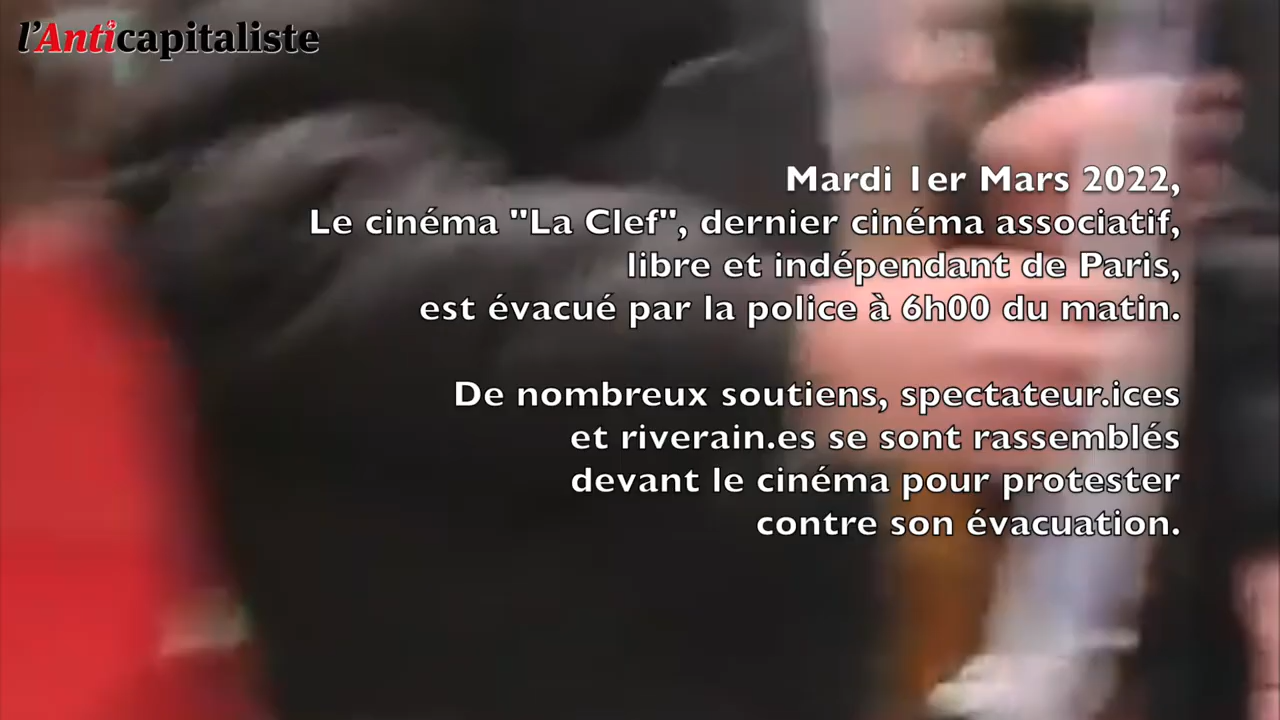 l'Anticapitaliste
Mardi 1er Mars 2022,
Le cinéma "La Clef", dernier cinéma associatif,
libre et indépendant de Paris,
est évacué par la police à 6h00 du matin.
De nombreux soutiens, spectateur.ices
et riverain.es se sont rassemblés
devant le cinéma pour protester
contre son évacuation.